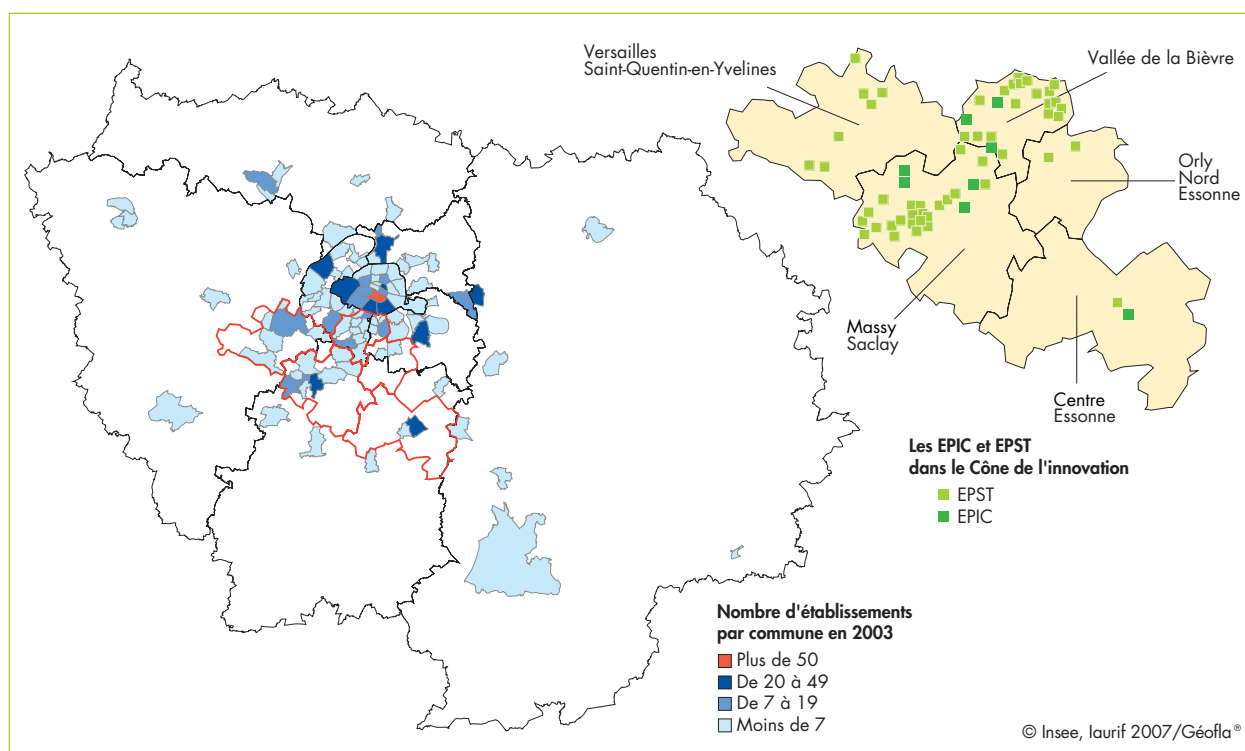 Versailles
Saint-Quentin-en-Yvelines
Vallée de la Bièvre
Orly
Nord
Essonne
Massy
Saclay
Centre
Essonne
Les EPIC et EPST
dans le Cône de l'innovation
EPST
EPIC
Nombre d'établissements
par commune en 2003
Plus de 50
De 20 à 49
De 7 à 19
Moins de 7
© Insee, Iaurif 2007/Géofla®